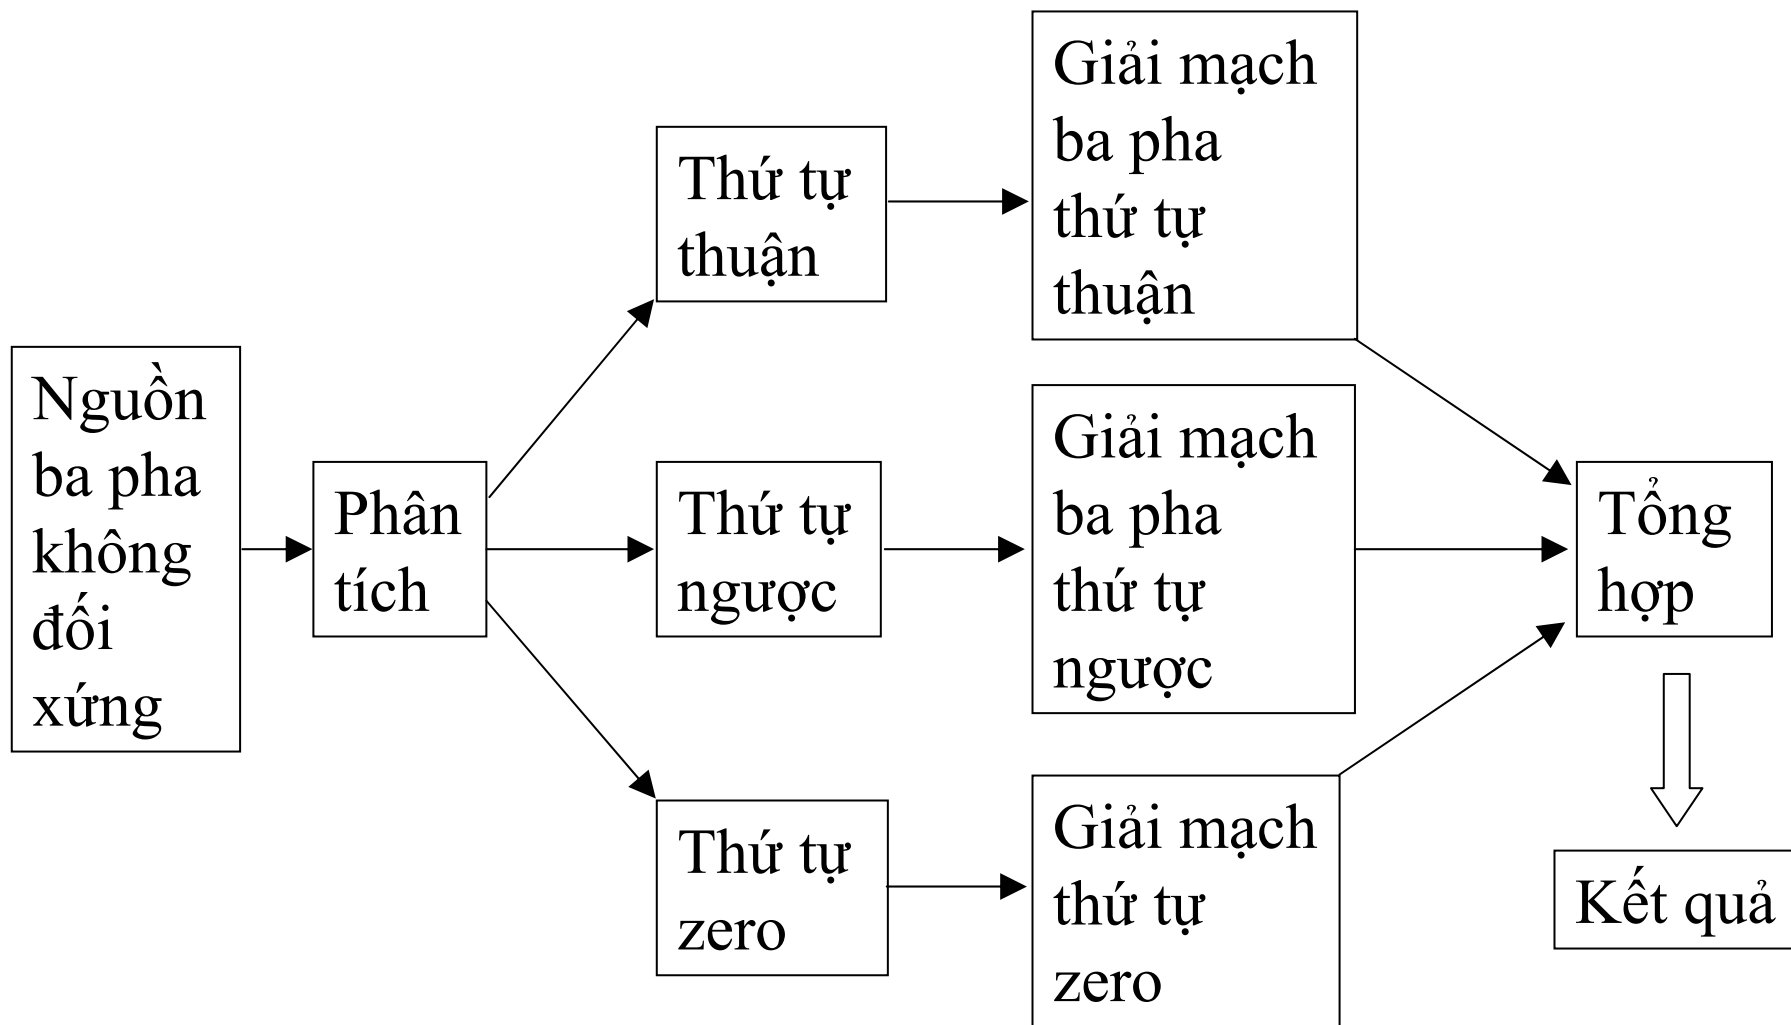 Nguồn
ba pha
không
đối
xứng
Phân
tích
Thứ tự
thuận
Giải mạch
ba pha
thứ tự
thuận
Thứ tự
ngược
Giải mạch
ba pha
thứ tự
ngược
Thứ tự
zero
Giải mạch
thứ tự
zero
Tổng
hợp
Kết quả